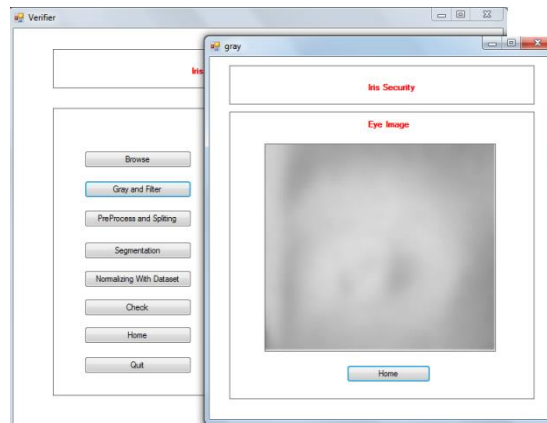 Verifier
Iris
Browse
Gray and Filter
PreProcess and Spliting
Segmentation
Normalizing With Dataset
Check
Home
Quit
gray
Iris Security
Eye Image
Home